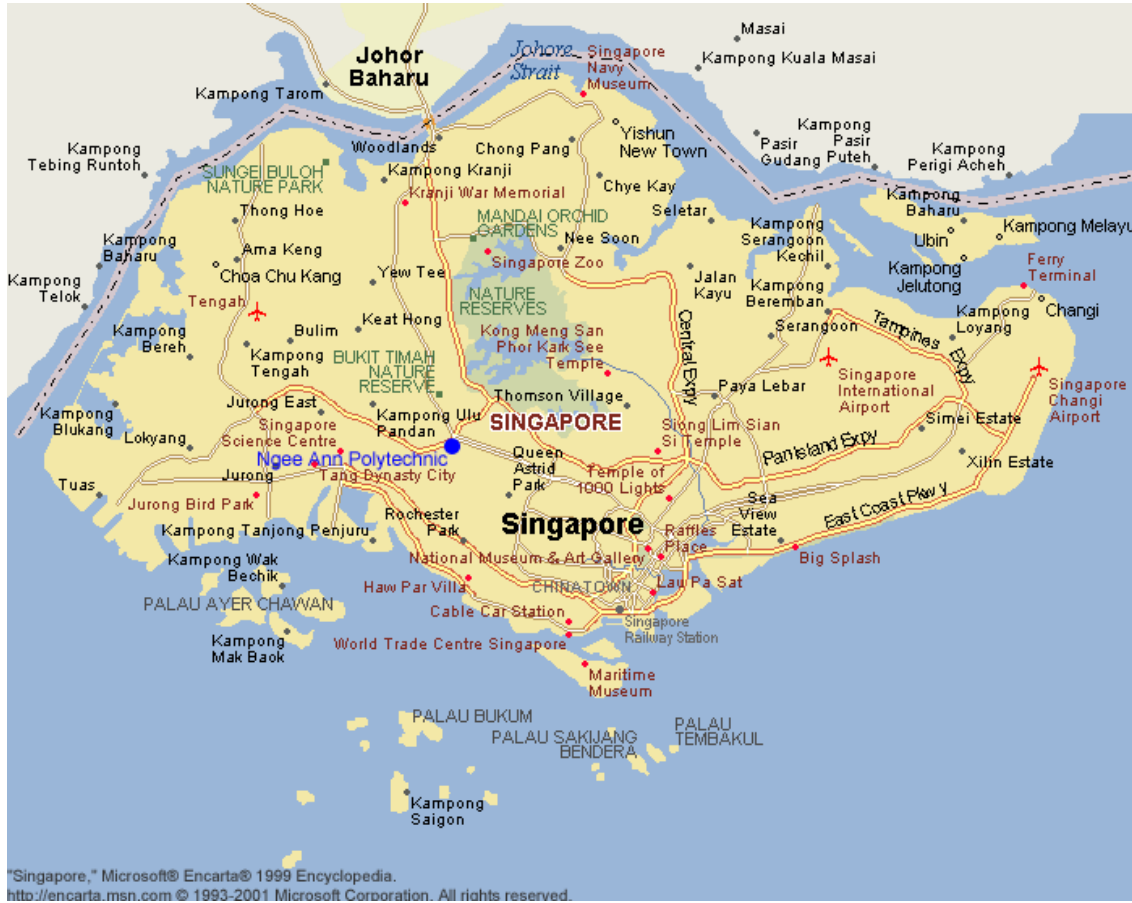 Masai
Johor
Baharu
Johore
Strait
Singapore
Navy
Museum
Kampong Kuala Masai
Kampong Tarom
Kampong
Tebing Runtoh
Woodlands
Chong Pang
Yishun
New Town
Pasir
Gudang
Kampong
Pasir
Puteh
Kampong
Perigi Acheh
SUNGEI BULOH
NATURE PARK
Kampong Kranji
Kranji War Memorial
Chye Kay
Thong Hoe
MANDAI ORCHID
GARDENS
Seletar
Kampong
Serangoon
Kechil
Kampong
Baharu
Ubin
Kampong Melayu
Kampong
Baharu
Ama Keng
Choa Chu Kang
Nee Soon
Singapore Zoo
Kampong
Jelutong
Ferry
Terminal
Kampong
Telok
Tengah
Yew Tee
NATURE
RESERVES
Jalan
Kayu
Kampong
Beremban
Changi
Kampong
Loyang
Bulim
Keat Hong
Kampong
Bereh
Kampong
Tengah
Kong Meng San
Phor Kark See
Temple
Central Expy
Serangoon
Tampines Expy
BUKIT TIMAH
NATURE
RESERVE
Thomson Village
Paya Lebar
Singapore
International
Airport
Singapore
Changi
Airport
Kampong
Blukang
Jurong East
Kampong Ulu
Pandan
SINGAPORE
Simei Estate
Lokyang
Singapore
Science Centre
Siong Lim Sian
Si Temple
Pan Island Expy
Ngee Ann Polytechnic
Queen
Astrid
Park
Xilin Estate
Jurong
Tang Dynasty City
Temple of
1000 Lights
Tuas
Jurong Bird Park
Sea
View
Estate
East Coast Pkwy
Rochester
Park
Singapore
Kampong Tanjong Penjuru
Raffles
Place
National Museum & Art Gallery
Big Splash
Kampong Wak
Bechik
Haw Par Villa
CHINATOWN
Lau Pa Sat
PALAU AYER CHAWAN
Cable Car Station
Singapore
Railway Station
Kampong
Mak Baok
World Trade Centre Singapore
Maritime
Museum
PALAU BUKUM
PALAU SAKIJANG
BENDERA
PALAU
TEMBAKUL
Kampong
Saigon
"Singapore," Microsoft® Encarta® 1999 Encyclopedia.
http://encarta.msn.com © 1993-2001 Microsoft Corporation. All rights reserved.